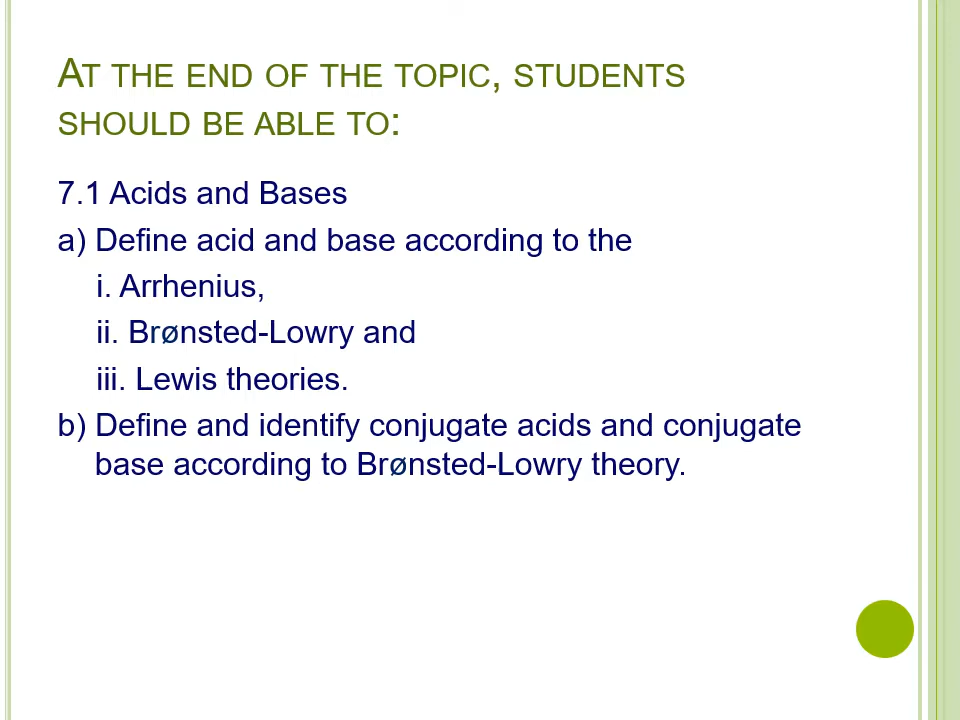 AT THE END OF THE TOPIC, STUDENTS
SHOULD BE ABLE TO:
7.1 Acids and Bases
a) Define acid and base according to the
i. Arrhenius,
ii. Brønsted-Lowry and
iii. Lewis theories.
b) Define and identify conjugate acids and conjugate
base according to Brønsted-Lowry theory.